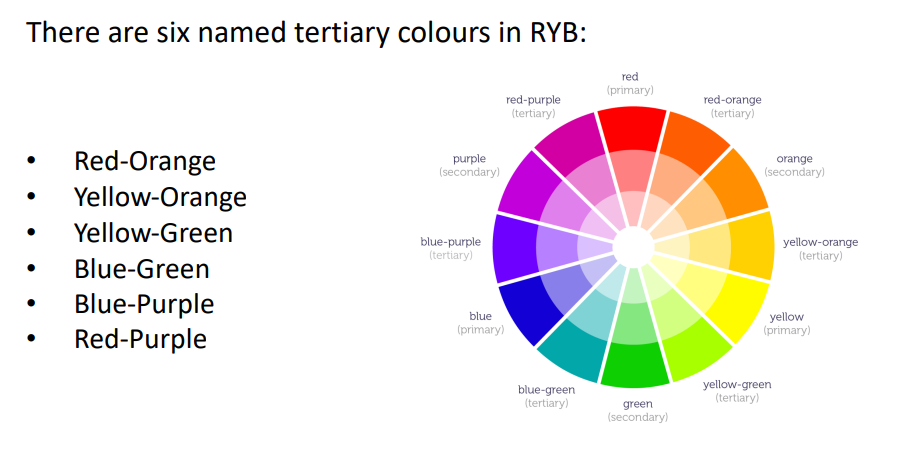 There are six named tertiary colours in RYB:
• Red-Orange
• Yellow-Orange
• Yellow-Green
• Blue-Green
• Blue-Purple
• Red-Purple
red
(primary)
red-orange
(tertiary)
orange
(secondary)
yellow-orange
(tertiary)
yellow
(primary)
yellow-green
(tertiary)
green
(secondary)
blue-green
(tertiary)
blue
(primary)
blue-purple
(tertiary)
purple
(secondary)
red-purple
(tertiary)